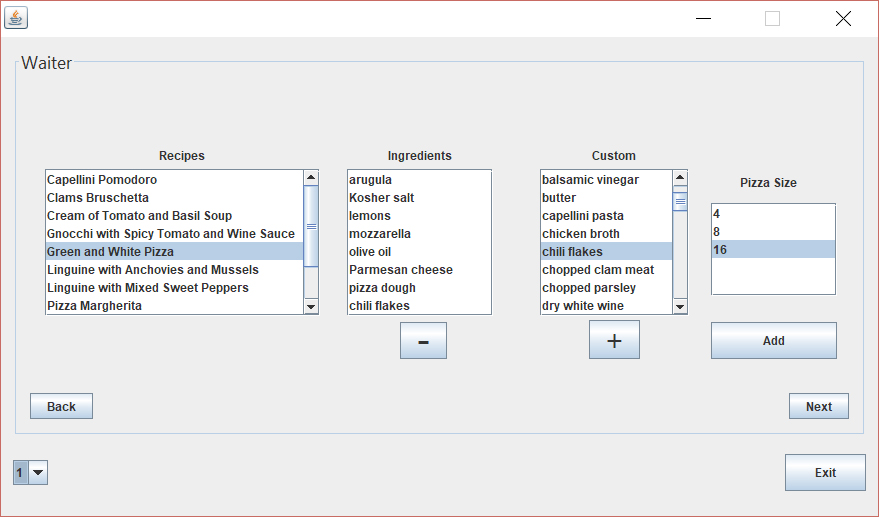 Waiter
Recipes
Capellini Pomodoro
Clams Bruschetta
Cream of Tomato and Basil Soup
Gnocchi with Spicy Tomato and Wine Sauce
Green and White Pizza
Linguine with Anchovies and Mussels
Linguine with Mixed Sweet Peppers
Pizza Margherita
Ingredients
arugula
Kosher salt
lemons
mozzarella
olive oil
Parmesan cheese
pizza dough
chili flakes
-
Custom
balsamic vinegar
butter
capellini pasta
chicken broth
chili flakes
chopped clam meat
chopped parsley
dry white wine
+
Pizza Size
4
8
16
Add
Back
Next
1
Exit